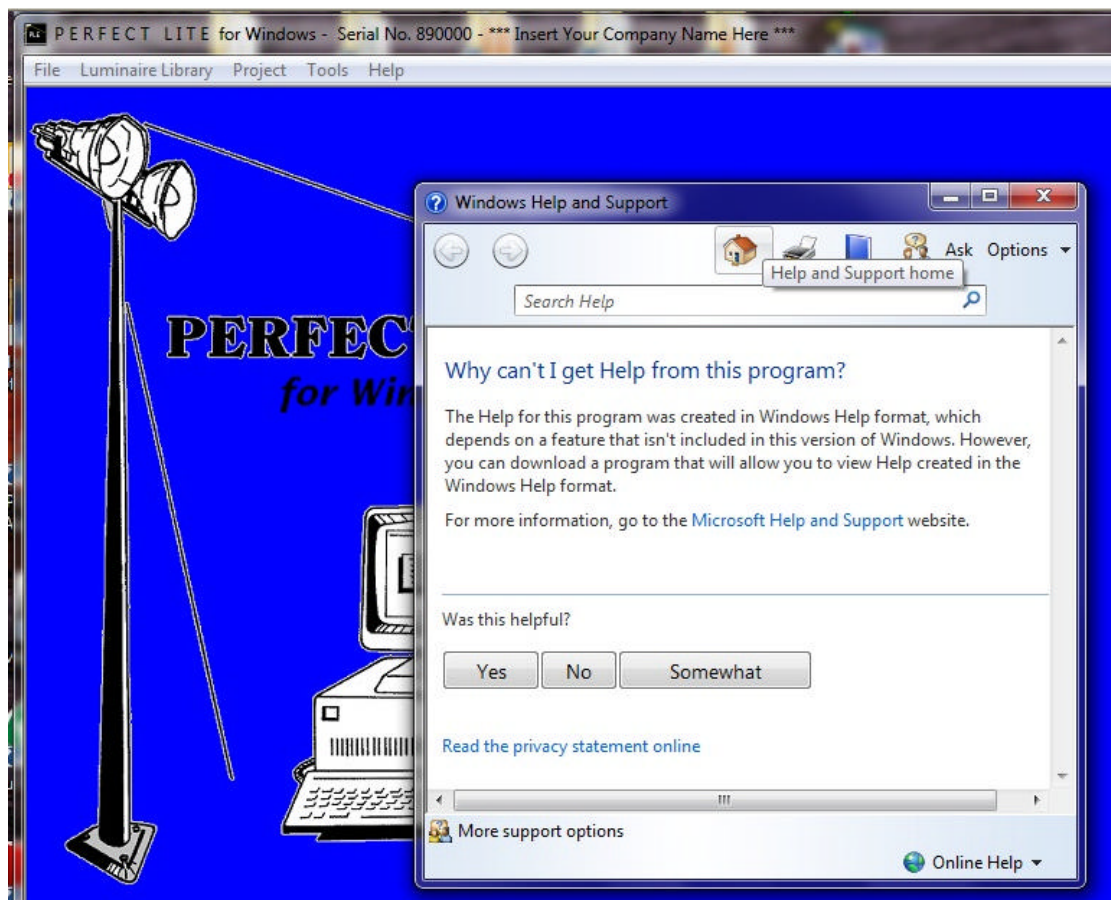 PERFECT LITE for Windows - Serial No. 890000 - *** Insert Your Company Name Here ***
File Luminaire Library Project Tools Help
PERFEC
for Win
Windows Help and Support
Ask Options
Help and Support home
Search Help
Why can't I get Help from this program?
The Help for this program was created in Windows Help format, which
depends on a feature that isn't included in this version of Windows. However,
you can download a program that will allow you to view Help created in the
Windows Help format.
For more information, go to the Microsoft Help and Support website.
Was this helpful?
Yes No Somewhat
Read the privacy statement online
More support options
Online Help